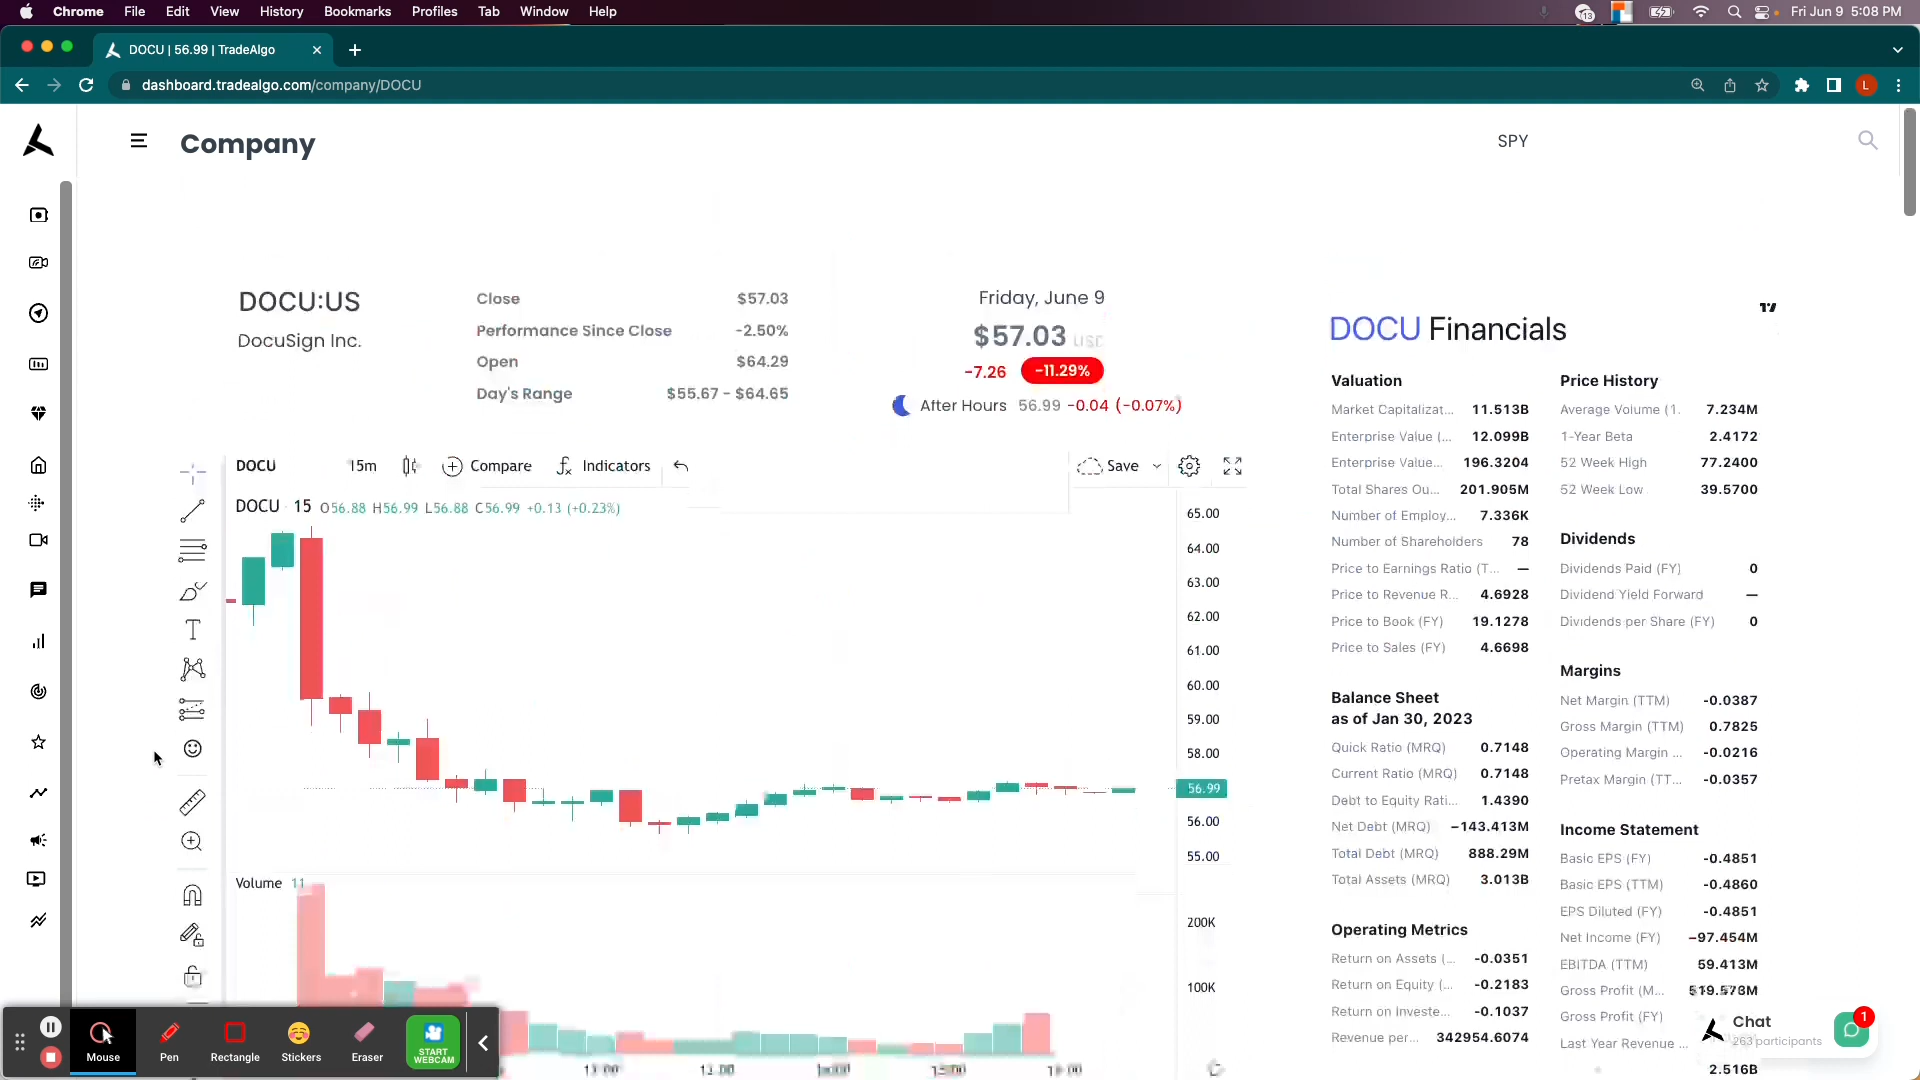 Chrome File Edit View History Bookmarks Profiles Tab Window Help
13
Fri Jun 9 5:08 PM
DOCU | 56.99 | TradeAlgo
dashboard.tradealgo.com/company/DOCU
L
Company
SPY
DOCU:US
DocuSign Inc.
Close $57.03
Performance Since Close -2.50%
Open $64.29
Day's Range $55.67 - $64.65
Friday, June 9
$57.03 USD
-7.26 -11.29%
After Hours 56.99 -0.04 (-0.07%)
DOCU 15m Compare Indicators Save
DOCU 15 O56.88 H56.99 L56.88 C56.99 +0.13 (+0.23%)
65.00
64.00
63.00
62.00
61.00
60.00
59.00
58.00
56.99
56.00
55.00
Volume 11
200K
100K
DOCU Financials
Valuation
Market Capitalizat... 11.513B
Enterprise Value (... 12.099B
Enterprise Value... 196.3204
Total Shares Ou... 201.905M
Number of Employ... 7.336K
Number of Shareholders 78
Price to Earnings Ratio (T... —
Price to Revenue R... 4.6928
Price to Book (FY) 19.1278
Price to Sales (FY) 4.6698
Balance Sheet
as of Jan 30, 2023
Quick Ratio (MRQ) 0.7148
Current Ratio (MRQ) 0.7148
Debt to Equity Rati... 1.4390
Net Debt (MRQ) −143.413M
Total Debt (MRQ) 888.29M
Total Assets (MRQ) 3.013B
Operating Metrics
Return on Assets (... -0.0351
Return on Equity (... -0.2183
Return on Investe... -0.1037
Revenue per... 342954.6074
Price History
Average Volume (1. 7.234M
1-Year Beta 2.4172
52 Week High 77.2400
52 Week Low 39.5700
Dividends
Dividends Paid (FY) 0
Dividend Yield Forward —
Dividends per Share (FY) 0
Margins
Net Margin (TTM) -0.0387
Gross Margin (TTM) 0.7825
Operating Margin ... -0.0216
Pretax Margin (TT... -0.0357
Income Statement
Basic EPS (FY) -0.4851
Basic EPS (TTM) -0.4860
EPS Diluted (FY) -0.4851
Net Income (FY) −97.454M
EBITDA (TTM) 59.413M
Gross Profit (M... 519.573M
Gross Profit (FY)
Last Year Revenue ...
2.516B
Chat
263 participants
1
Mouse Pen Rectangle Stickers Eraser
START
WEBCAM